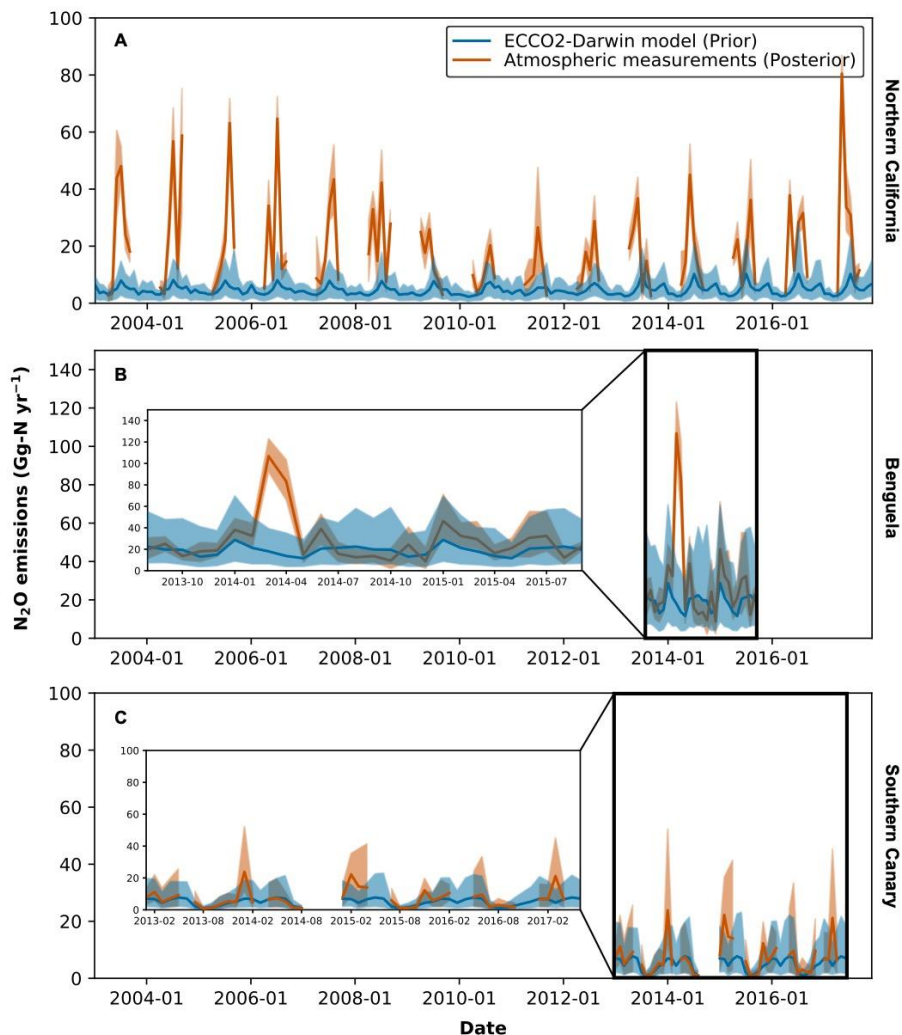 A
ECCO2-Darwin model (Prior)
Atmospheric measurements (Posterior)
100
80
60
40
20
0
2004-01 2006-01 2008-01 2010-01 2012-01 2014-01 2016-01
Northern California
B
140
120
100
80
60
40
20
0
140
120
100
80
60
40
20
0
2013-10 2014-01 2014-04 2014-07 2014-10 2015-01 2015-04 2015-07
2004-01 2006-01 2008-01 2010-01 2012-01 2014-01 2016-01
Benguela
N₂O emissions (Gg-N yr⁻¹)
C
100
80
60
40
20
0
100
80
60
40
20
0
2013-02 2013-08 2014-02 2014-08 2015-02 2015-08 2016-02 2016-08 2017-02
2004-01 2006-01 2008-01 2010-01 2012-01 2014-01 2016-01
Southern Canary
Date